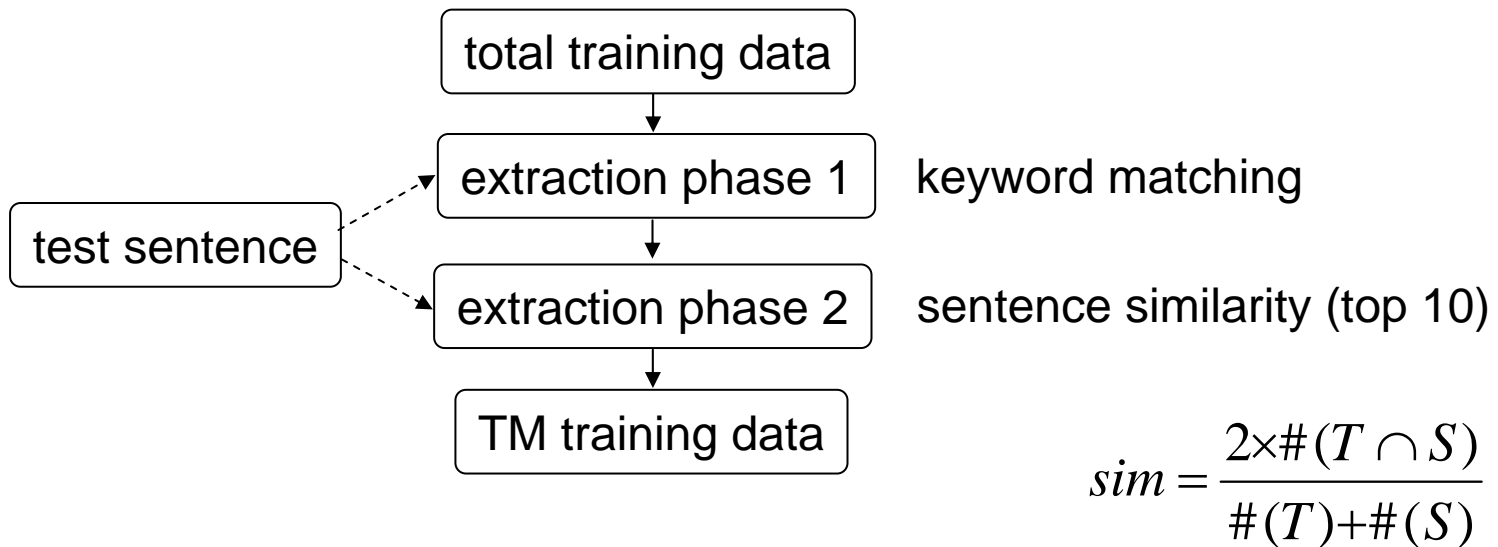 total training data
extraction phase 1 keyword matching
test sentence
extraction phase 2 sentence similarity (top 10)
TM training data
sim = 2×#(T ∩ S) / #(T)+#(S)